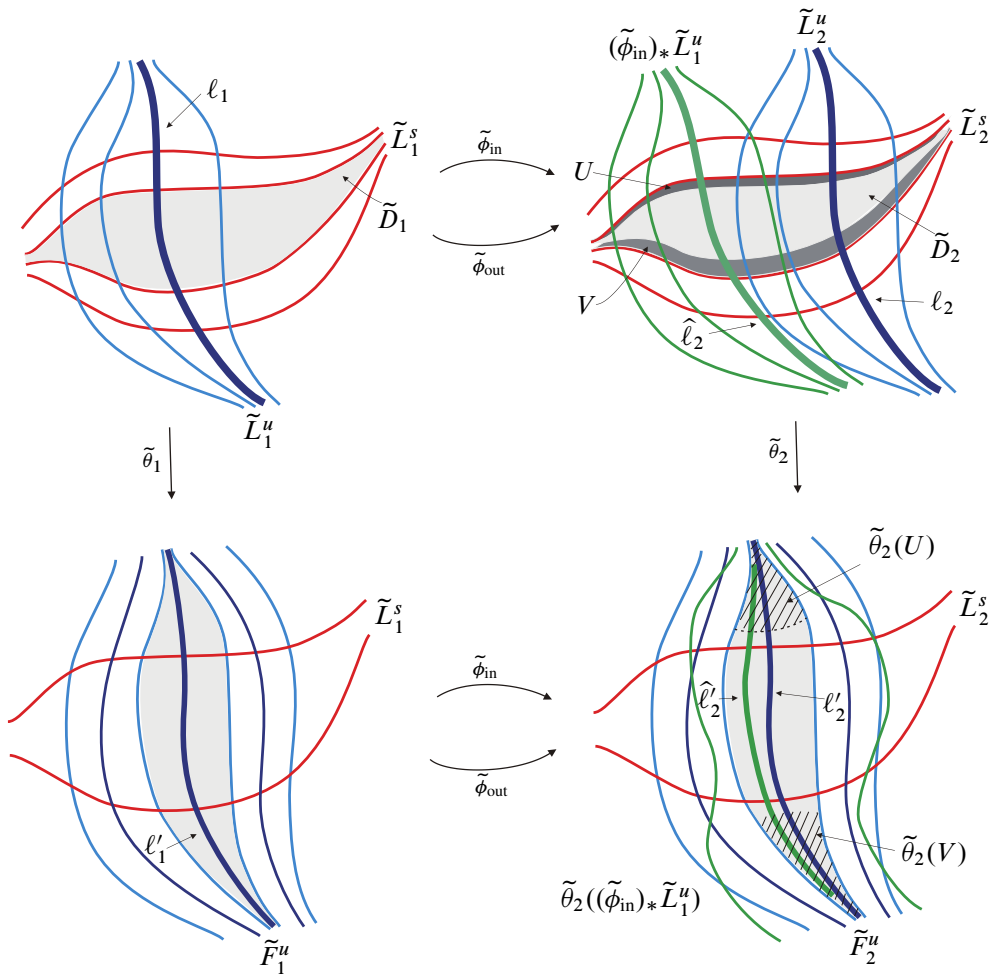 ℓ₁
L̃₁ˢ
D̃₁
L̃₁ᵘ
ϕ̃ᵢₙ
ϕ̃ₒᵤₜ
(ϕ̃ᵢₙ)₊ L̃₁ᵘ
L̃₂ᵘ
L̃₂ˢ
U
D̃₂
V
ℓ̂₂
ℓ₂
θ̃₁
θ̃₂
L̃₁ˢ
ℓ′₁
F̃₁ᵘ
ϕ̃ᵢₙ
ϕ̃ₒᵤₜ
θ̃₂(U)
L̃₂ˢ
ℓ̂′₂
ℓ′₂
θ̃₂(V)
θ̃₂((ϕ̃ᵢₙ)₊ L̃₁ᵘ)
F̃₂ᵘ